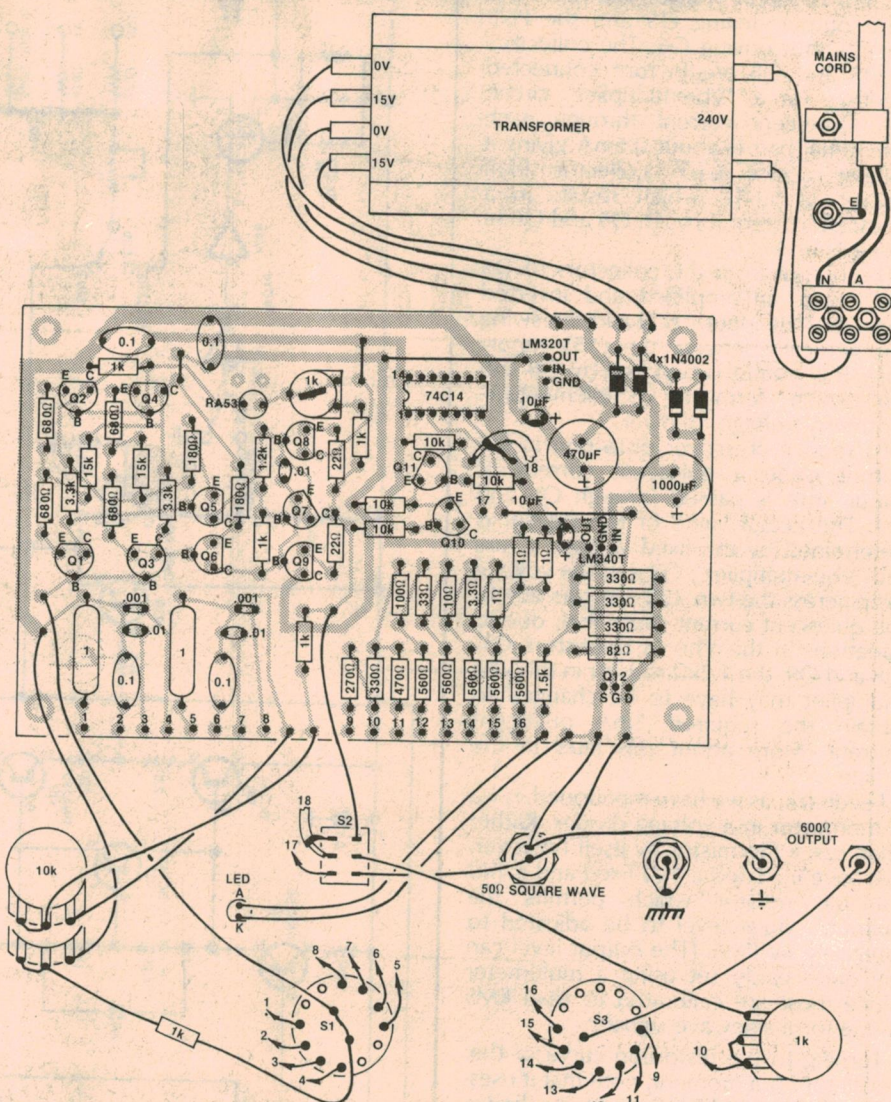 MAINS
CORD
0V
15V
0V
15V
TRANSFORMER
240V
E
N
A
LM320T
OUT
IN
GND
4x1N4002
0.1
0.1
1k
E
C
Q2
B
E
C
Q4
B
RA53
1k
14
74C14
1
10µF
+
680Ω
680Ω
15k
15k
180Ω
1.2k
Q8
B
E
C
.01
22Ω
1k
10k
Q11
B
E
C
10k
18
470µF
+
1000µF
+
680Ω
3.3k
680Ω
3.3k
Q5
B
E
C
180Ω
Q7
B
E
C
10k
10k
E
B
C
Q10
17
10µF
+
OUT
GND
IN
LM340T
E
C
Q1
B
E
C
Q3
B
Q6
B
E
C
1k
Q9
B
E
C
22Ω
1Ω
1Ω
100Ω
33Ω
10Ω
3.3Ω
1Ω
330Ω
330Ω
330Ω
82Ω
1
.001
.01
0.1
1
.001
.01
0.1
1k
270Ω
330Ω
470Ω
560Ω
560Ω
560Ω
560Ω
560Ω
1.5k
Q12
S G D
1 2 3 4 5 6 7 8
9 10 11 12 13 14 15 16
10k
18
S2
17
LED
A
K
50Ω SQUARE WAVE
600Ω
OUTPUT
8 7 6 5
1
2
3
4
S1
1k
16
15
14
13
11
9
S3
10
1k